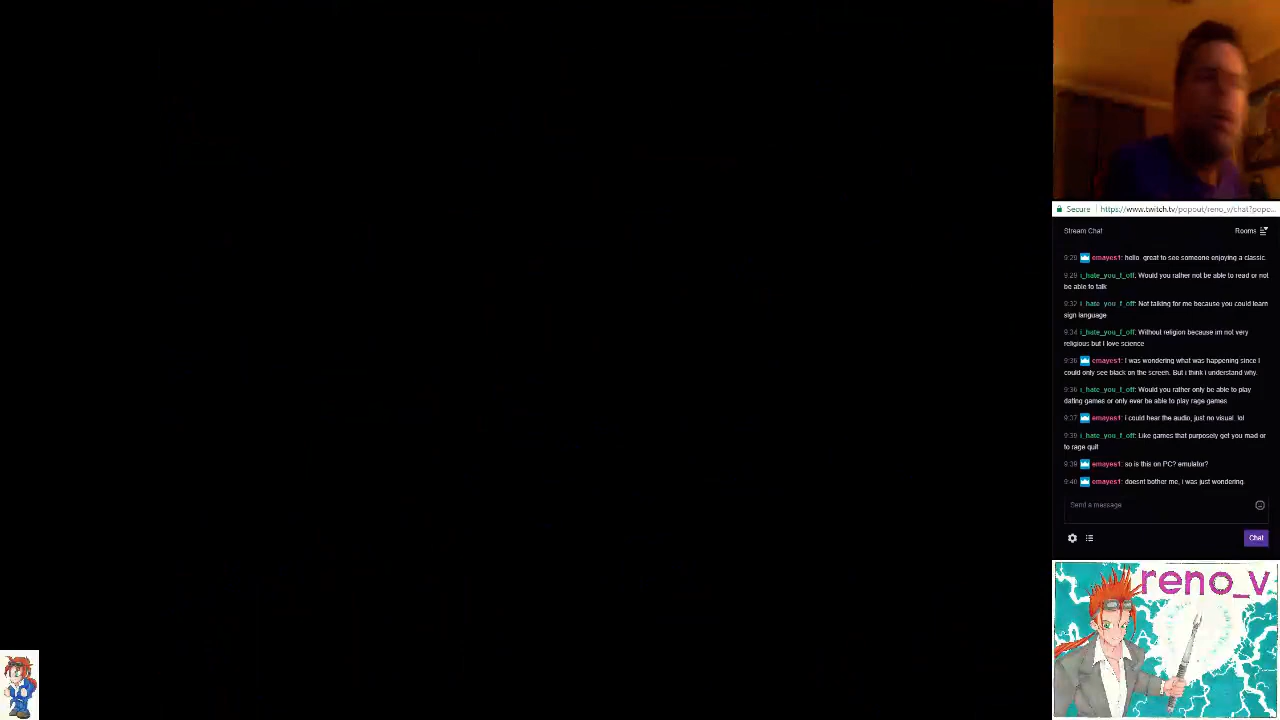 Secure https://www.twitch.tv/popout/reno_v/chat?popo...
Stream Chat
Rooms
9:29 emayes1: hello great to see someone enjoying a classic.
9:29 i_hate_you_f_off: Would you rather not be able to read or not
be able to talk
9:32 i_hate_you_f_off: Not talking for me because you could learn
sign language
9:34 i_hate_you_f_off: Without religion because im not very
religious but I love science
9:36 emayes1: I was wondering what was happening since I
could only see black on the screen. But i think i understand why.
9:36 i_hate_you_f_off: Would you rather only be able to play
dating games or only ever be able to play rage games
9:37 emayes1: i could hear the audio, just no visual. lol
9:39 i_hate_you_f_off: Like games that purposely get you mad or
to rage quit
9:39 emayes1: so is this on PC? emulator?
9:40 emayes1: doesnt bother me, i was just wondering.
Send a message
Chat
reno_v